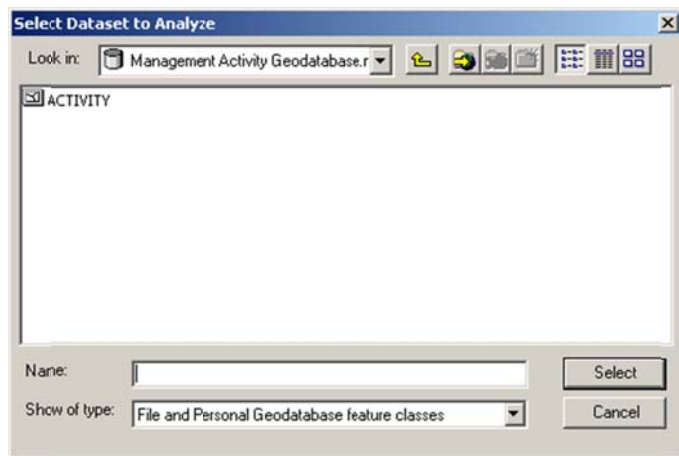 Select Dataset to Analyze
Look in:
Management Activity Geodatabase.r
ACTIVITY
Name:
Select
Show of type:
File and Personal Geodatabase feature classes
Cancel